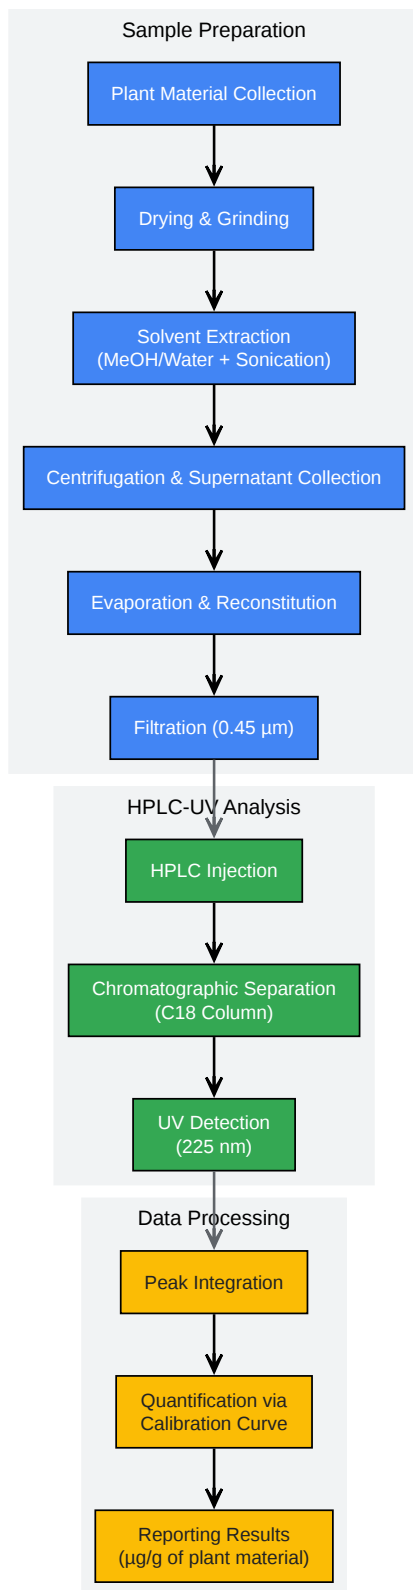 Sample Preparation
Plant Material Collection
Drying & Grinding
Solvent Extraction
(MeOH/Water + Sonication)
Centrifugation & Supernatant Collection
Evaporation & Reconstitution
Filtration (0.45 µm)
HPLC-UV Analysis
HPLC Injection
Chromatographic Separation
(C18 Column)
UV Detection
(225 nm)
Data Processing
Peak Integration
Quantification via
Calibration Curve
Reporting Results
(µg/g of plant material)